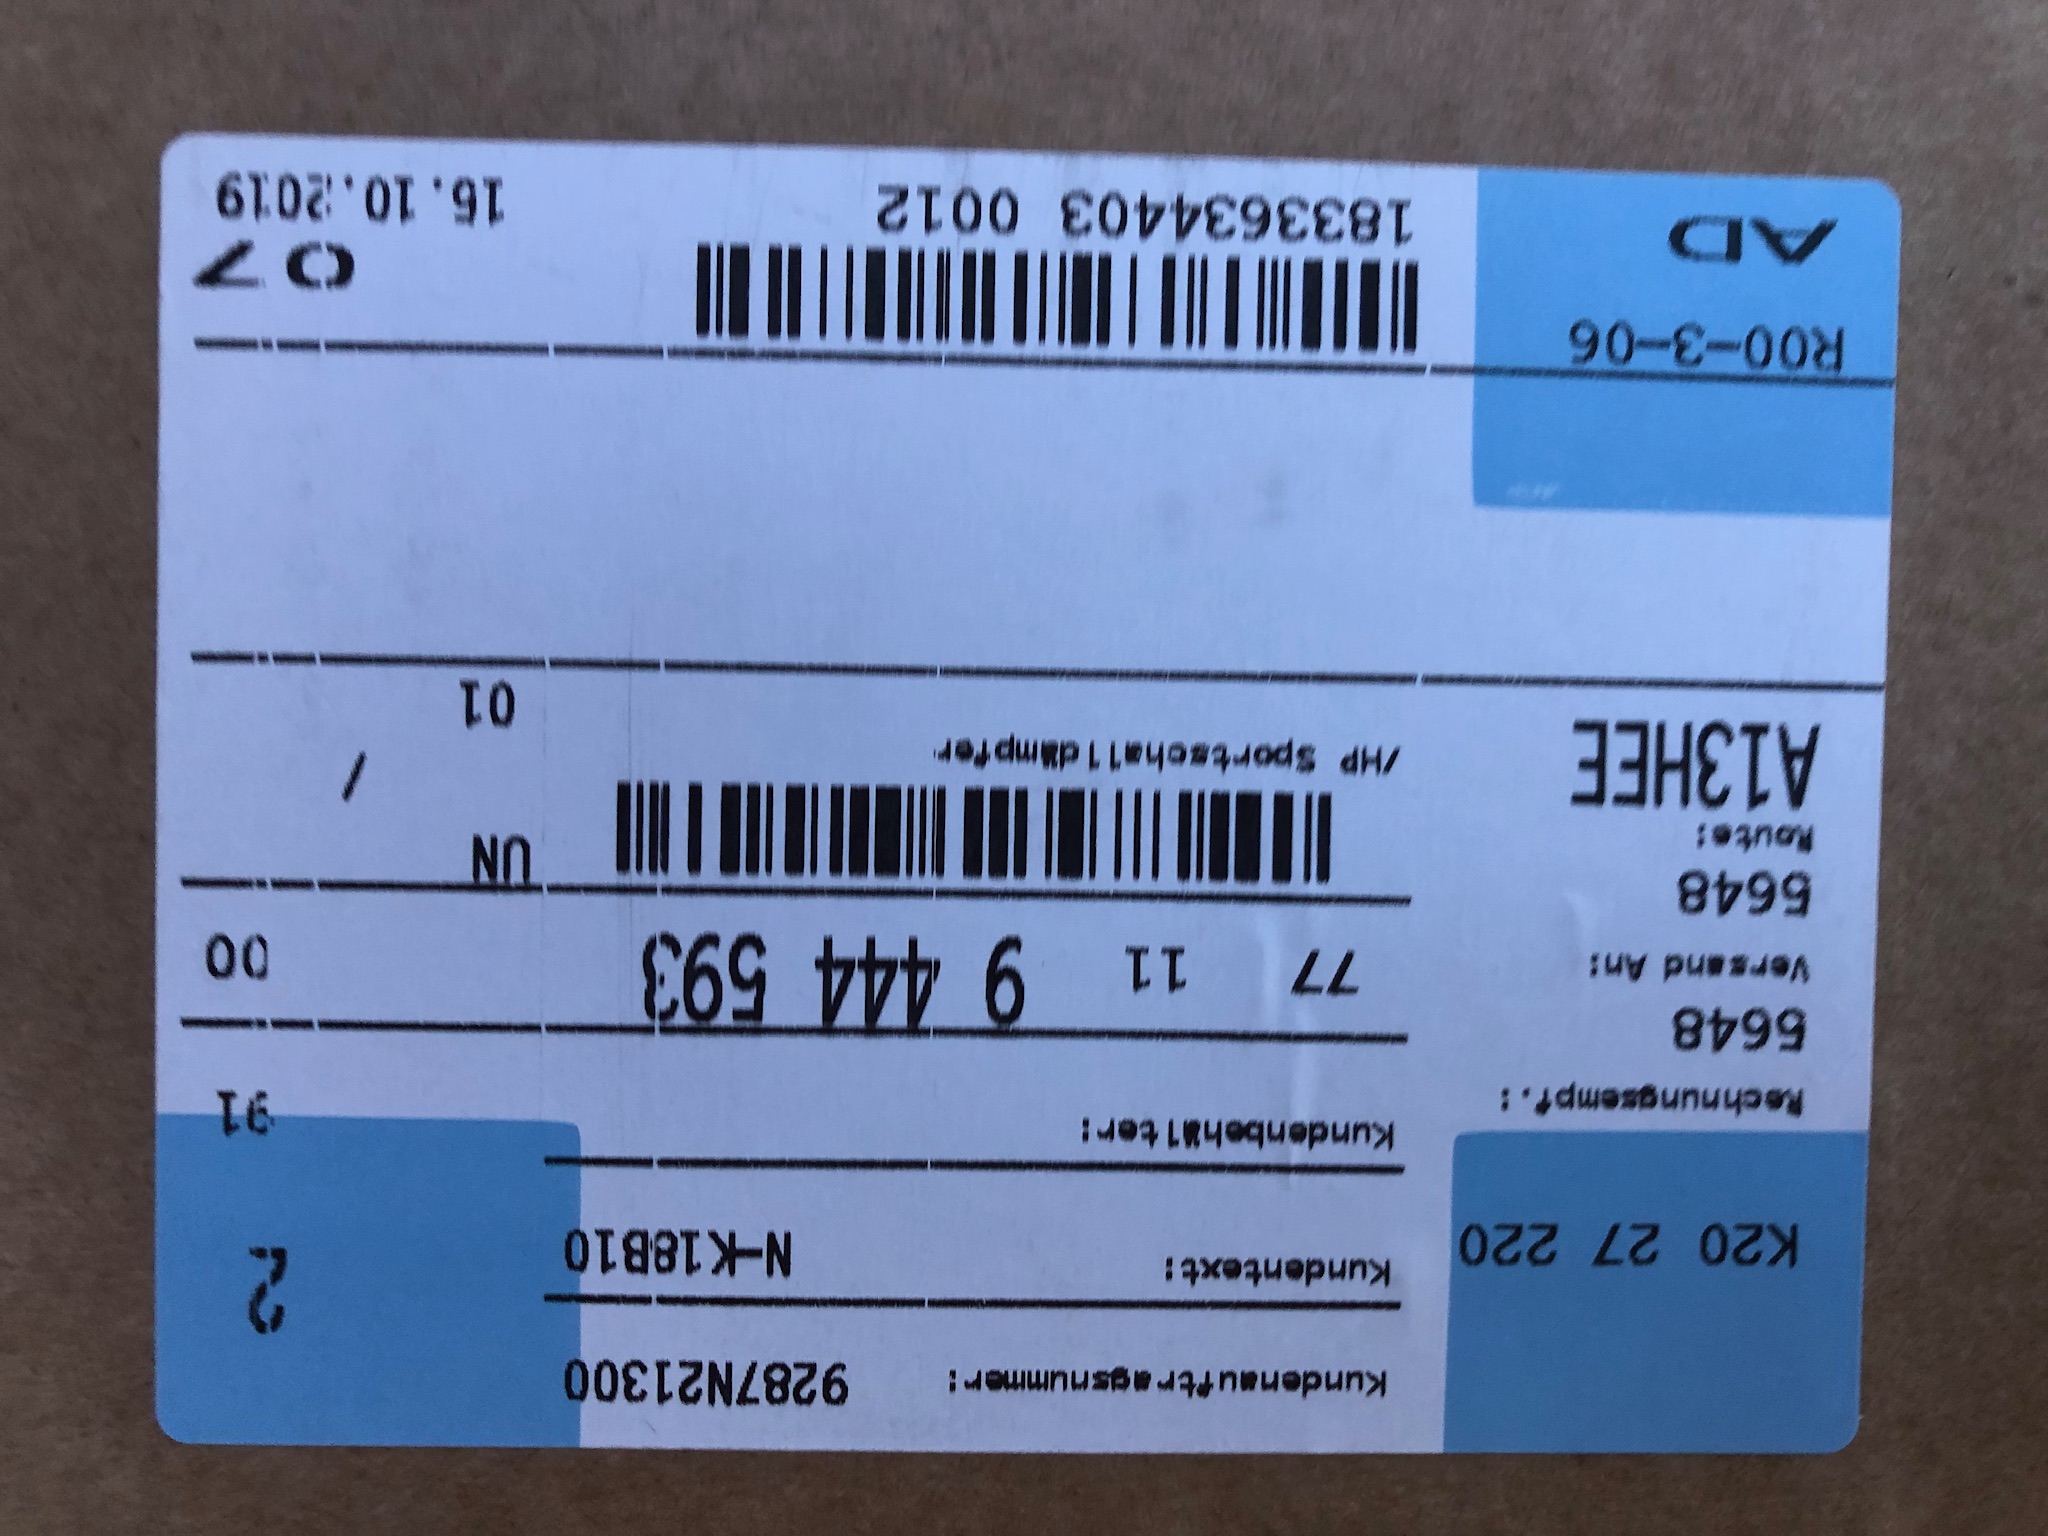 Kundenauftragsnummer: 9287N21300
2
K20 27 220
Kundentext: N-K18B10
Rechnungsempf.:
Kundenbehälter:
91
5648
Versand An:
77 11 9 444 593
00
5648
Route:
UN
A13HEE
/
/HP Sportschalldämpfer
01
R00-3-06
AD
07
1833634403 0012
15.10.2019